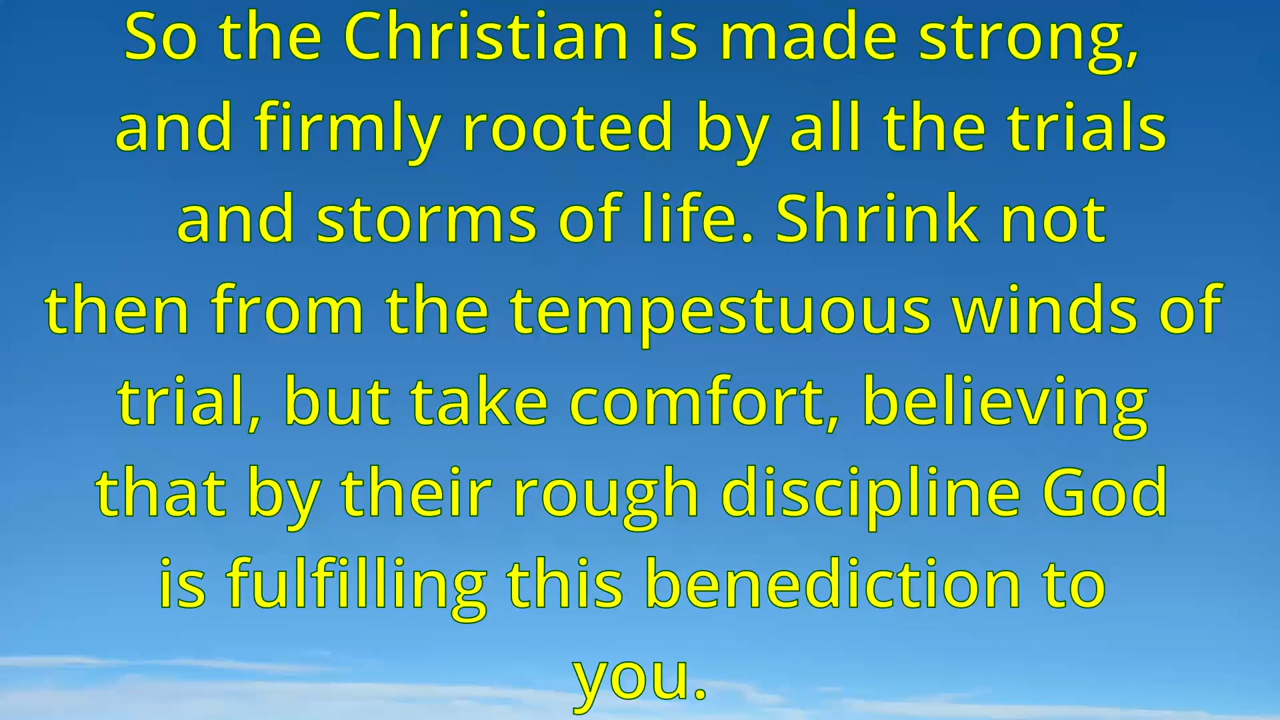 So the Christian is made strong,
and firmly rooted by all the trials
and storms of life. Shrink not
then from the tempestuous winds of
trial, but take comfort, believing
that by their rough discipline God
is fulfilling this benediction to
you.